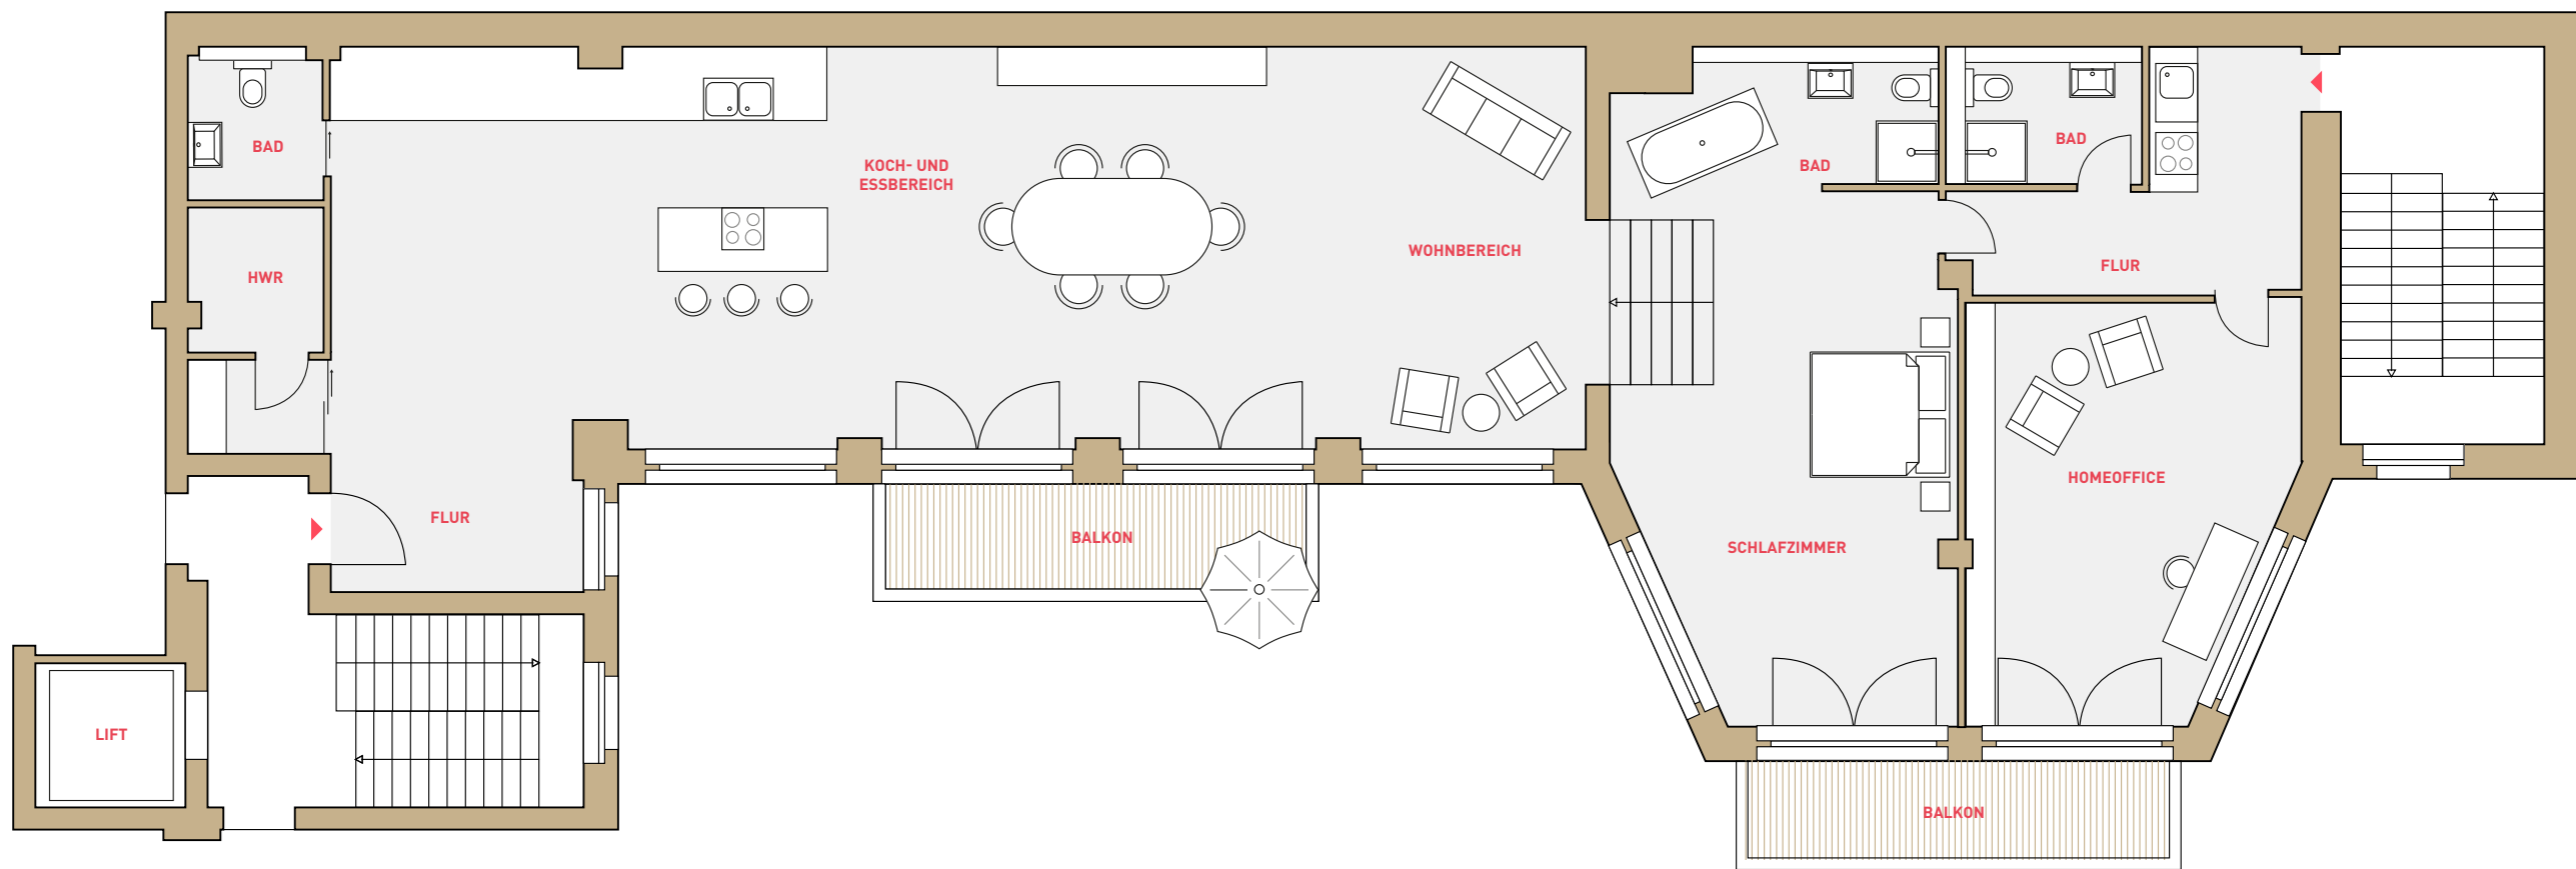 BAD
KOCH- UND
ESSBEREICH
BAD
BAD
HWR
WOHNBEREICH
FLUR
HOMEOFFICE
FLUR
BALKON
SCHLAFZIMMER
LIFT
BALKON